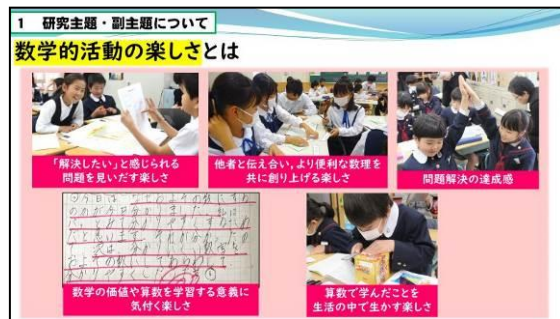 1 研究主題・副主題について
数学的活動の楽しさとは
「解決したい」と感じられる
問題を見いだす楽しさ
他者と伝え合い,より便利な数理を
共に創り上げる楽しさ
問題解決の達成感
数学の価値や算数を学習する意義に
気付く楽しさ
算数で学んだことを
生活の中で生かす楽しさ